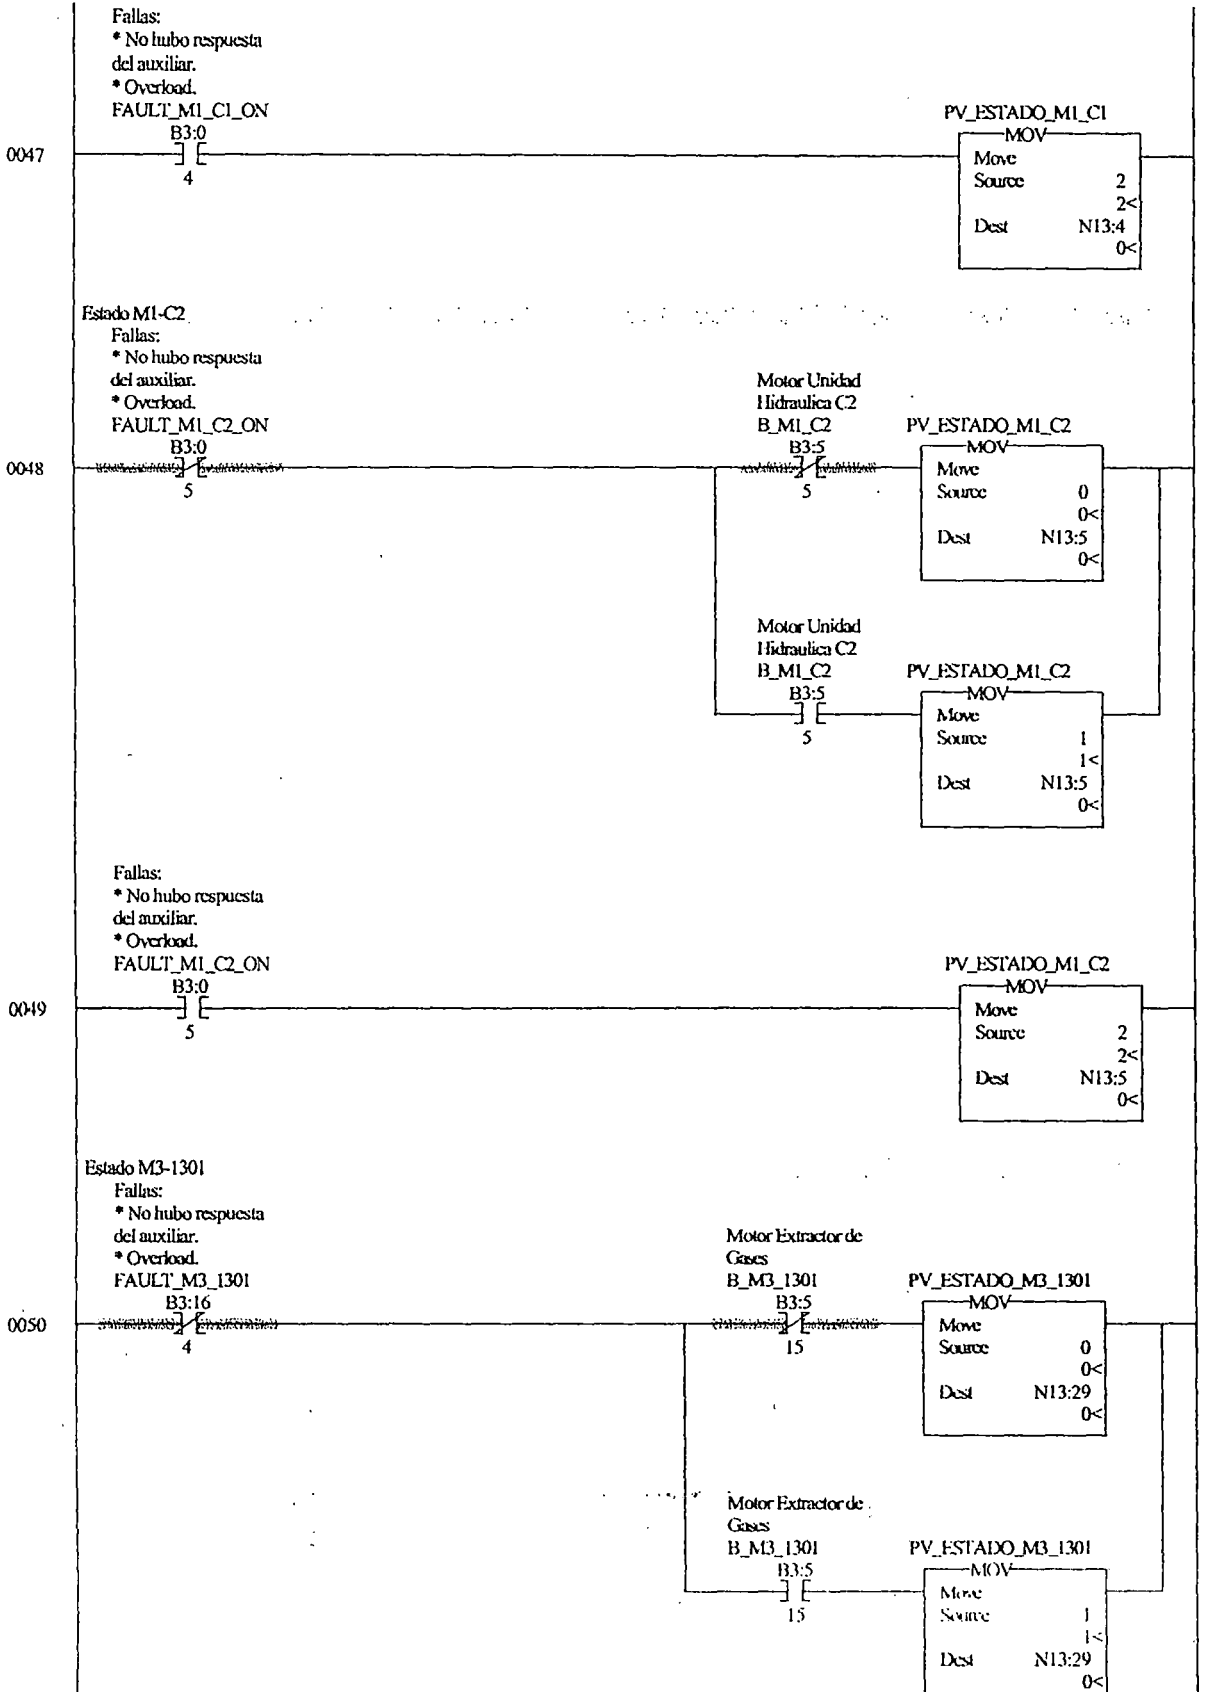 Fallas:
* No hubo respuesta
del auxiliar.
* Overload.
FAULT_M1_C1_ON
B3:0
4
PV_ESTADO_M1_C1
MOV
Move
Source 2
2<
Dest N13:4
0<
0047
Estado M1-C2
Fallas:
* No hubo respuesta
del auxiliar.
* Overload.
FAULT_M1_C2_ON
B3:0
5
Motor Unidad
Hidraulica C2
B_M1_C2
B3:5
5
PV_ESTADO_M1_C2
MOV
Move
Source 0
0<
Dest N13:5
0<
0048
Motor Unidad
Hidraulica C2
B_M1_C2
B3:5
5
PV_ESTADO_M1_C2
MOV
Move
Source 1
1<
Dest N13:5
0<
Fallas:
* No hubo respuesta
del auxiliar.
* Overload.
FAULT_M1_C2_ON
B3:0
5
PV_ESTADO_M1_C2
MOV
Move
Source 2
2<
Dest N13:5
0<
0049
Estado M3-1301
Fallas:
* No hubo respuesta
del auxiliar.
* Overload.
FAULT_M3_1301
B3:16
4
Motor Extractor de
Gases
B_M3_1301
B3:5
15
PV_ESTADO_M3_1301
MOV
Move
Source 0
0<
Dest N13:29
0<
0050
Motor Extractor de
Gases
B_M3_1301
B3:5
15
PV_ESTADO_M3_1301
MOV
Move
Source 1
1<
Dest N13:29
0<